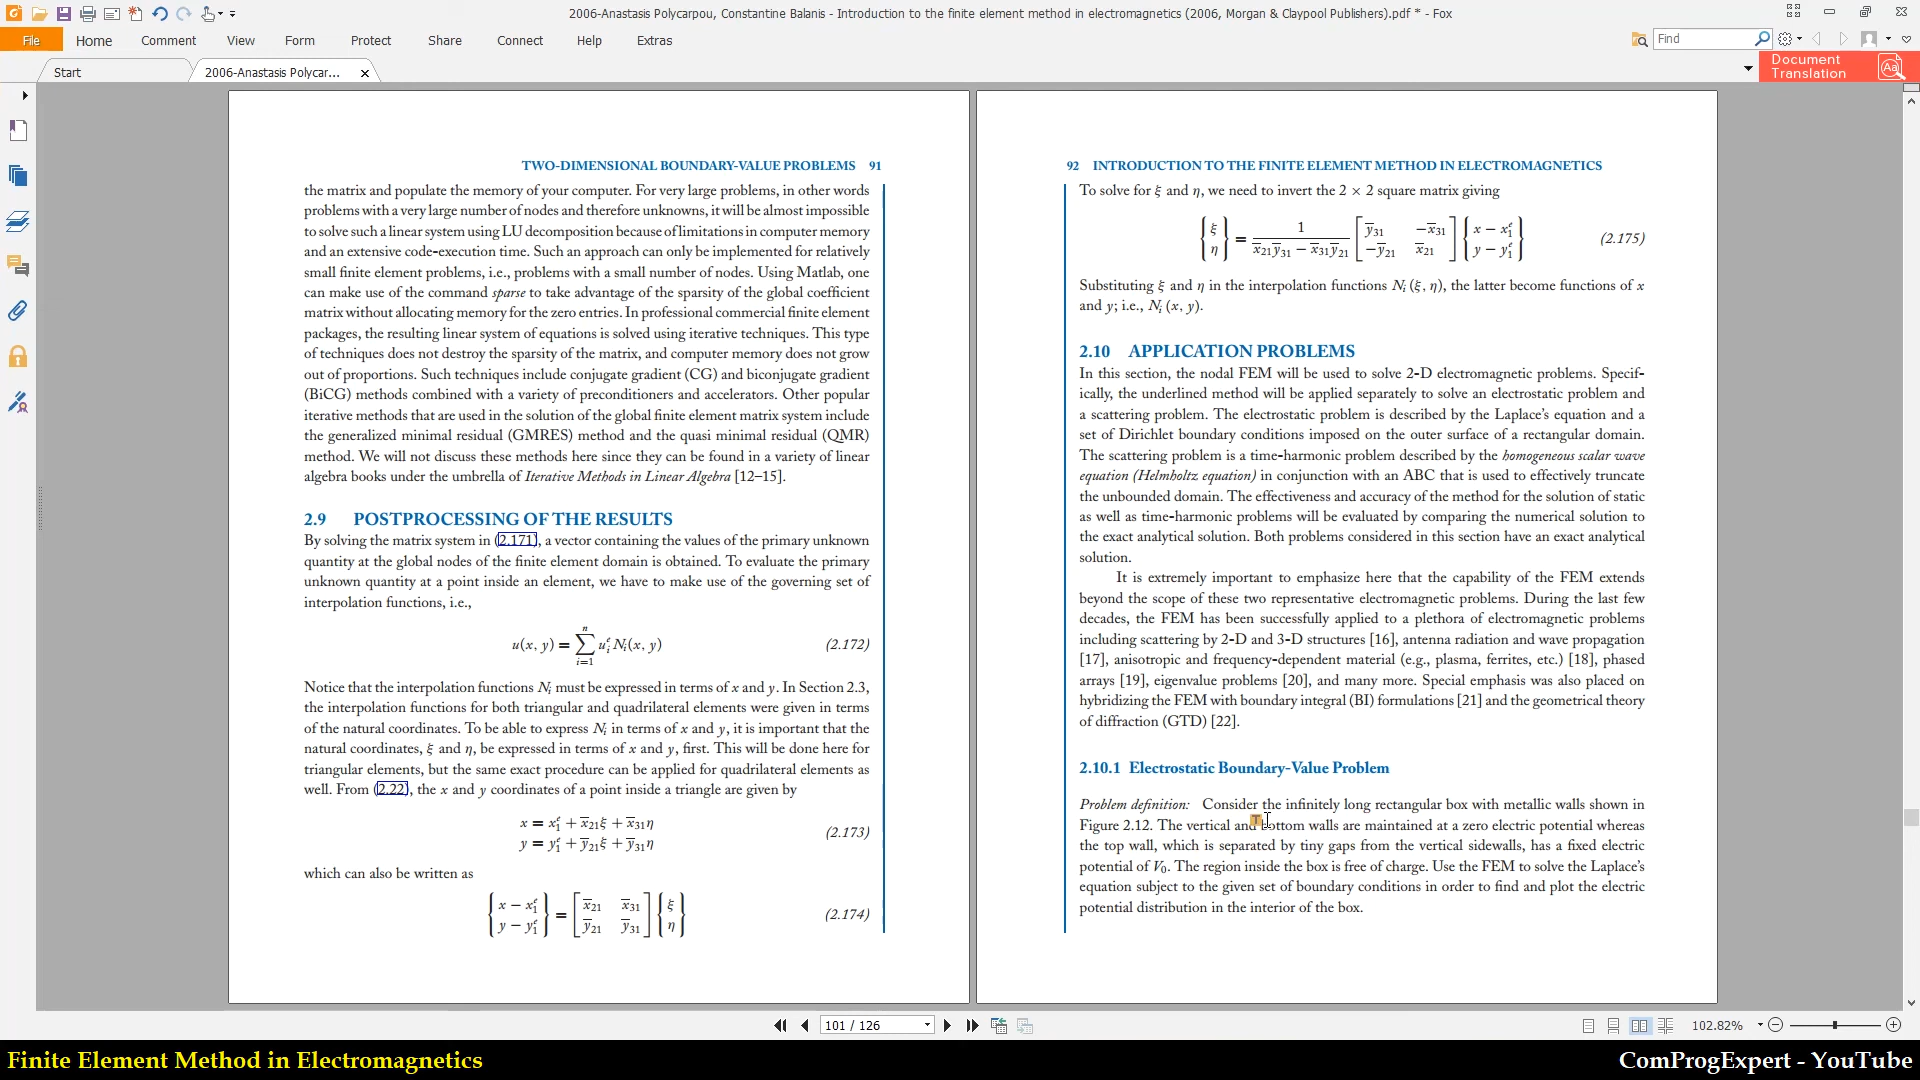 2006-Anastasis Polycarpou, Constantine Balanis - Introduction to the finite element method in electromagnetics (2006, Morgan & Claypool Publishers).pdf * - Fox
File Home Comment View Form Protect Share Connect Help Extras
Find
Start
2006-Anastasis Polycar...
Document
Translation
TWO-DIMENSIONAL BOUNDARY-VALUE PROBLEMS 91
the matrix and populate the memory of your computer. For very large problems, in other words
problems with a very large number of nodes and therefore unknowns, it will be almost impossible
to solve such a linear system using LU decomposition because of limitations in computer memory
and an extensive code-execution time. Such an approach can only be implemented for relatively
small finite element problems, i.e., problems with a small number of nodes. Using Matlab, one
can make use of the command sparse to take advantage of the sparsity of the global coefficient
matrix without allocating memory for the zero entries. In professional commercial finite element
packages, the resulting linear system of equations is solved using iterative techniques. This type
of techniques does not destroy the sparsity of the matrix, and computer memory does not grow
out of proportions. Such techniques include conjugate gradient (CG) and biconjugate gradient
(BiCG) methods combined with a variety of preconditioners and accelerators. Other popular
iterative methods that are used in the solution of the global finite element matrix system include
the generalized minimal residual (GMRES) method and the quasi minimal residual (QMR)
method. We will not discuss these methods here since they can be found in a variety of linear
algebra books under the umbrella of Iterative Methods in Linear Algebra [12–15].
2.9 POSTPROCESSING OF THE RESULTS
By solving the matrix system in (2.171), a vector containing the values of the primary unknown
quantity at the global nodes of the finite element domain is obtained. To evaluate the primary
unknown quantity at a point inside an element, we have to make use of the governing set of
interpolation functions, i.e.,
u(x, y) = ∑_{i=1}^{n} u_i^e N_i(x, y) (2.172)
Notice that the interpolation functions N_i must be expressed in terms of x and y. In Section 2.3,
the interpolation functions for both triangular and quadrilateral elements were given in terms
of the natural coordinates. To be able to express N_i in terms of x and y, it is important that the
natural coordinates, ξ and η, be expressed in terms of x and y, first. This will be done here for
triangular elements, but the same exact procedure can be applied for quadrilateral elements as
well. From (2.22), the x and y coordinates of a point inside a triangle are given by
x = x_1^e + x̄_21 ξ + x̄_31 η
y = y_1^e + ȳ_21 ξ + ȳ_31 η (2.173)
which can also be written as
{x − x_1^e; y − y_1^e} = [x̄_21 x̄_31; ȳ_21 ȳ_31] {ξ; η} (2.174)
92 INTRODUCTION TO THE FINITE ELEMENT METHOD IN ELECTROMAGNETICS
To solve for ξ and η, we need to invert the 2 × 2 square matrix giving
{ξ; η} = 1/(x̄_21 ȳ_31 − x̄_31 ȳ_21) [ȳ_31 −x̄_31; −ȳ_21 x̄_21] {x − x_1^e; y − y_1^e} (2.175)
Substituting ξ and η in the interpolation functions N_i(ξ, η), the latter become functions of x
and y; i.e., N_i(x, y).
2.10 APPLICATION PROBLEMS
In this section, the nodal FEM will be used to solve 2-D electromagnetic problems. Specif-
ically, the underlined method will be applied separately to solve an electrostatic problem and
a scattering problem. The electrostatic problem is described by the Laplace's equation and a
set of Dirichlet boundary conditions imposed on the outer surface of a rectangular domain.
The scattering problem is a time-harmonic problem described by the homogeneous scalar wave
equation (Helmholtz equation) in conjunction with an ABC that is used to effectively truncate
the unbounded domain. The effectiveness and accuracy of the method for the solution of static
as well as time-harmonic problems will be evaluated by comparing the numerical solution to
the exact analytical solution. Both problems considered in this section have an exact analytical
solution.
It is extremely important to emphasize here that the capability of the FEM extends
beyond the scope of these two representative electromagnetic problems. During the last few
decades, the FEM has been successfully applied to a plethora of electromagnetic problems
including scattering by 2-D and 3-D structures [16], antenna radiation and wave propagation
[17], anisotropic and frequency-dependent material (e.g., plasma, ferrites, etc.) [18], phased
arrays [19], eigenvalue problems [20], and many more. Special emphasis was also placed on
hybridizing the FEM with boundary integral (BI) formulations [21] and the geometrical theory
of diffraction (GTD) [22].
2.10.1 Electrostatic Boundary-Value Problem
Problem definition: Consider the infinitely long rectangular box with metallic walls shown in
Figure 2.12. The vertical and bottom walls are maintained at a zero electric potential whereas
the top wall, which is separated by tiny gaps from the vertical sidewalls, has a fixed electric
potential of V_0. The region inside the box is free of charge. Use the FEM to solve the Laplace's
equation subject to the given set of boundary conditions in order to find and plot the electric
potential distribution in the interior of the box.
101 / 126
102.82%
Finite Element Method in Electromagnetics
ComProgExpert - YouTube